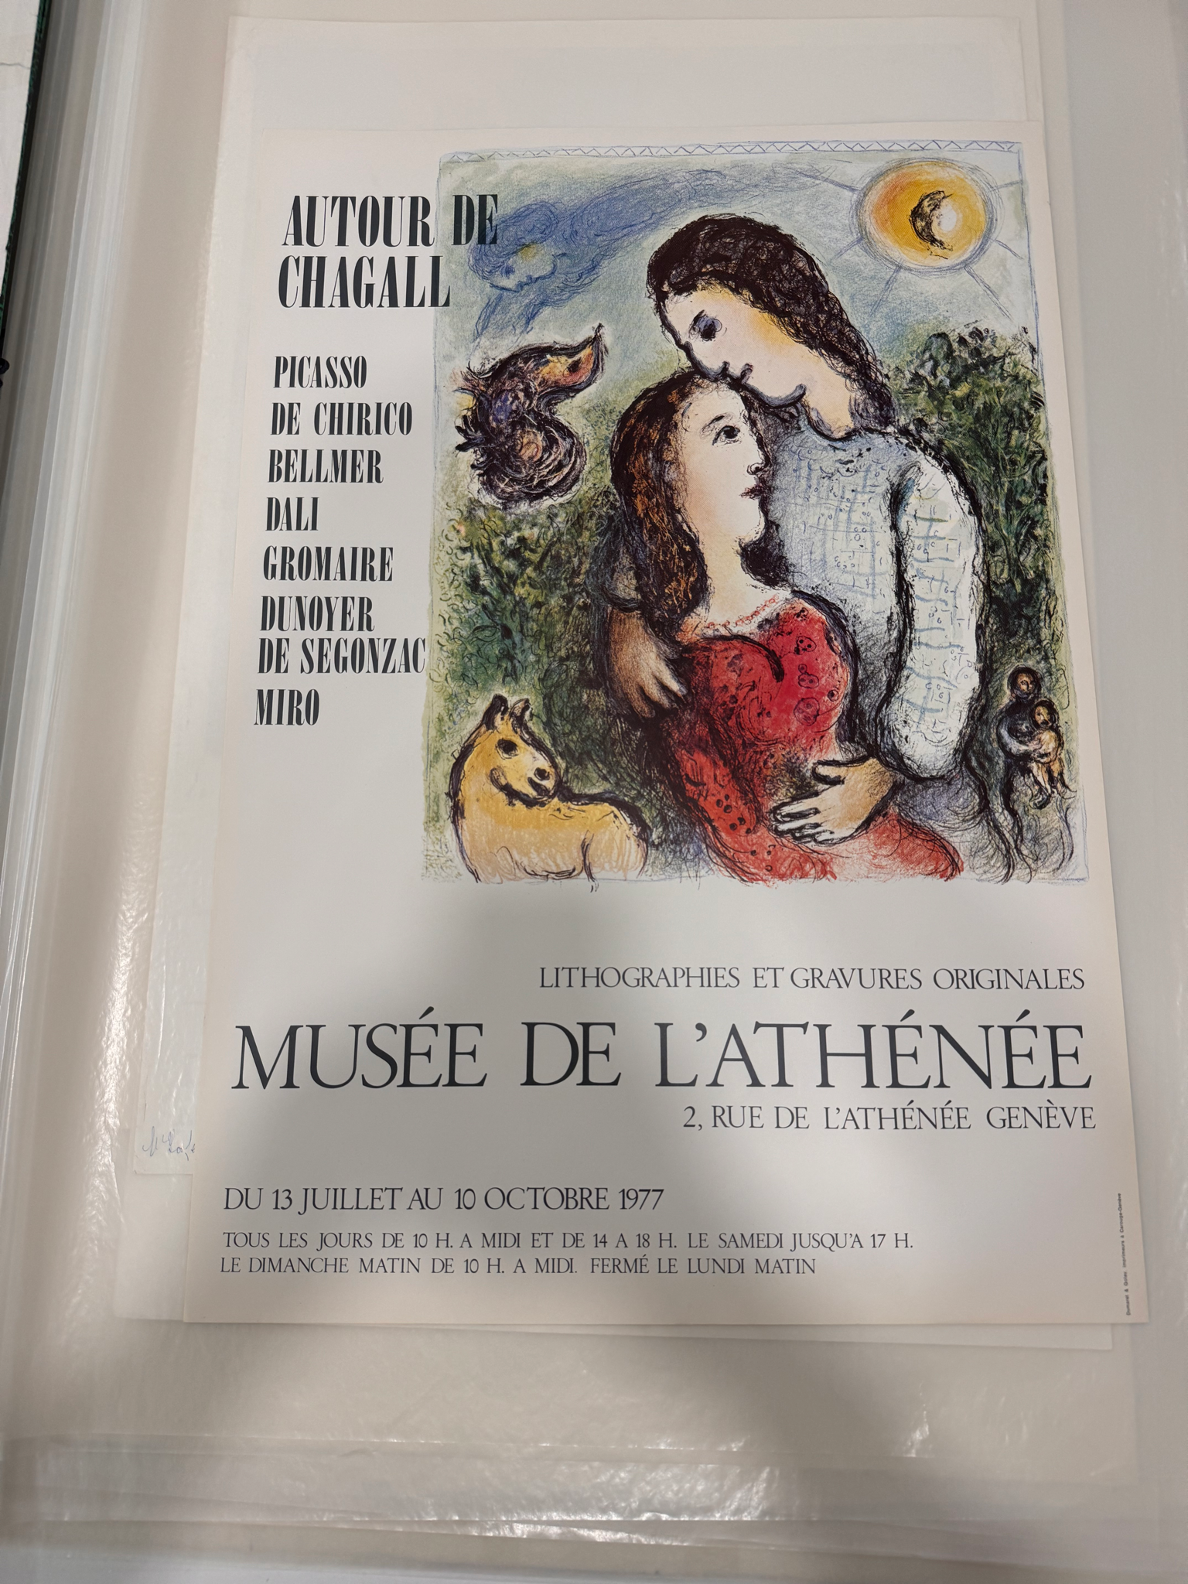 AUTOUR DE
CHAGALL
PICASSO
DE CHIRICO
BELLMER
DALI
GROMAIRE
DUNOYER
DE SEGONZAC
MIRO
LITHOGRAPHIES ET GRAVURES ORIGINALES
MUSÉE DE L'ATHÉNÉE
2, RUE DE L'ATHÉNÉE GENÈVE
DU 13 JUILLET AU 10 OCTOBRE 1977
TOUS LES JOURS DE 10 H. A MIDI ET DE 14 A 18 H. LE SAMEDI JUSQU'A 17 H.
LE DIMANCHE MATIN DE 10 H. A MIDI. FERMÉ LE LUNDI MATIN